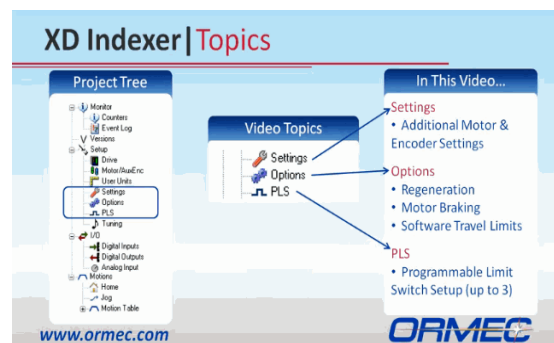 XD Indexer|Topics
Project Tree
Monitor
Counters
Event Log
Versions
Setup
Drive
Motor/AuxEnc
User Units
Settings
Options
PLS
Tuning
I/O
Digital Inputs
Digital Outputs
Analog Input
Motions
Home
Jog
Motion Table
Video Topics
Settings
Options
PLS
In This Video...
Settings
• Additional Motor &
Encoder Settings
Options
• Regeneration
• Motor Braking
• Software Travel Limits
PLS
• Programmable Limit
Switch Setup (up to 3)
www.ormec.com
ORMEC